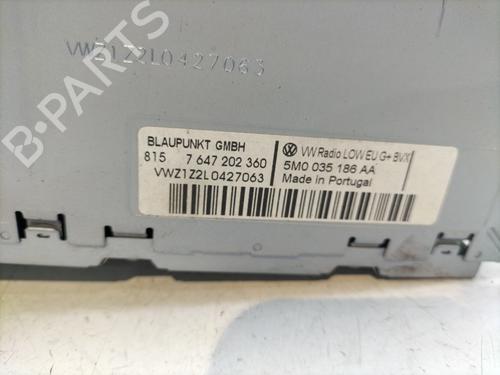 VWZ1Z2L0427063
BLAUPUNKT GMBH
815 7 647 202 360
VWZ1Z2L0427063
VW Radio LOW EU G+ BVX
5M0 035 186 AA
Made in Portugal
B-PARTS